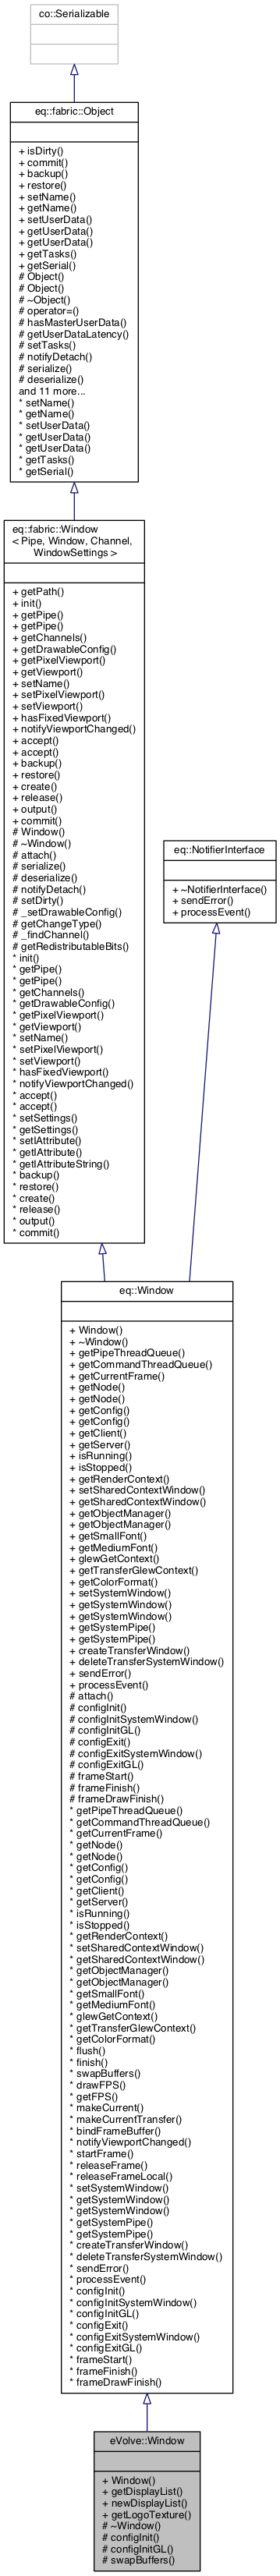 co::Serializable
eq::fabric::Object
+ isDirty()
+ commit()
+ backup()
+ restore()
+ setName()
+ getName()
+ setUserData()
+ getUserData()
+ getUserData()
+ getTasks()
+ getSerial()
# Object()
# Object()
# ~Object()
# operator=()
# hasMasterUserData()
# getUserDataLatency()
# setTasks()
# notifyDetach()
# serialize()
# deserialize()
and 11 more...
* setName()
* getName()
* setUserData()
* getUserData()
* getUserData()
* getTasks()
* getSerial()
eq::fabric::Window
< Pipe, Window, Channel,
WindowSettings >
+ getPath()
+ init()
+ getPipe()
+ getPipe()
+ getChannels()
+ getDrawableConfig()
+ getPixelViewport()
+ getViewport()
+ setName()
+ setPixelViewport()
+ setViewport()
+ hasFixedViewport()
+ notifyViewportChanged()
+ accept()
+ accept()
+ backup()
+ restore()
+ create()
+ release()
+ output()
+ commit()
# Window()
# ~Window()
# attach()
# serialize()
# deserialize()
# notifyDetach()
# setDirty()
# _setDrawableConfig()
# getChangeType()
# _findChannel()
# getRedistributableBits()
* init()
* getPipe()
* getPipe()
* getChannels()
* getDrawableConfig()
* getPixelViewport()
* getViewport()
* setName()
* setPixelViewport()
* setViewport()
* hasFixedViewport()
* notifyViewportChanged()
* accept()
* accept()
* setSettings()
* getSettings()
* setIAttribute()
* getIAttribute()
* getIAttributeString()
* backup()
* restore()
* create()
* release()
* output()
* commit()
eq::NotifierInterface
+ ~NotifierInterface()
+ sendError()
+ processEvent()
eq::Window
+ Window()
+ ~Window()
+ getPipeThreadQueue()
+ getCommandThreadQueue()
+ getCurrentFrame()
+ getNode()
+ getNode()
+ getConfig()
+ getConfig()
+ getClient()
+ getServer()
+ isRunning()
+ isStopped()
+ getRenderContext()
+ setSharedContextWindow()
+ getSharedContextWindow()
+ getObjectManager()
+ getObjectManager()
+ getSmallFont()
+ getMediumFont()
+ glewGetContext()
+ getTransferGlewContext()
+ getColorFormat()
+ setSystemWindow()
+ getSystemWindow()
+ getSystemWindow()
+ getSystemPipe()
+ getSystemPipe()
+ createTransferWindow()
+ deleteTransferSystemWindow()
+ sendError()
+ processEvent()
# attach()
# configInit()
# configInitSystemWindow()
# configInitGL()
# configExit()
# configExitSystemWindow()
# configExitGL()
# frameStart()
# frameFinish()
# frameDrawFinish()
* getPipeThreadQueue()
* getCommandThreadQueue()
* getCurrentFrame()
* getNode()
* getNode()
* getConfig()
* getConfig()
* getClient()
* getServer()
* isRunning()
* isStopped()
* getRenderContext()
* setSharedContextWindow()
* getSharedContextWindow()
* getObjectManager()
* getObjectManager()
* getSmallFont()
* getMediumFont()
* glewGetContext()
* getTransferGlewContext()
* getColorFormat()
* flush()
* finish()
* swapBuffers()
* drawFPS()
* getFPS()
* makeCurrent()
* makeCurrentTransfer()
* bindFrameBuffer()
* notifyViewportChanged()
* startFrame()
* releaseFrame()
* releaseFrameLocal()
* setSystemWindow()
* getSystemWindow()
* getSystemWindow()
* getSystemPipe()
* getSystemPipe()
* createTransferWindow()
* deleteTransferSystemWindow()
* sendError()
* processEvent()
* configInit()
* configInitSystemWindow()
* configInitGL()
* configExit()
* configExitSystemWindow()
* configExitGL()
* frameStart()
* frameFinish()
* frameDrawFinish()
eVolve::Window
+ Window()
+ getDisplayList()
+ newDisplayList()
+ getLogoTexture()
# ~Window()
# configInit()
# configInitGL()
# swapBuffers()